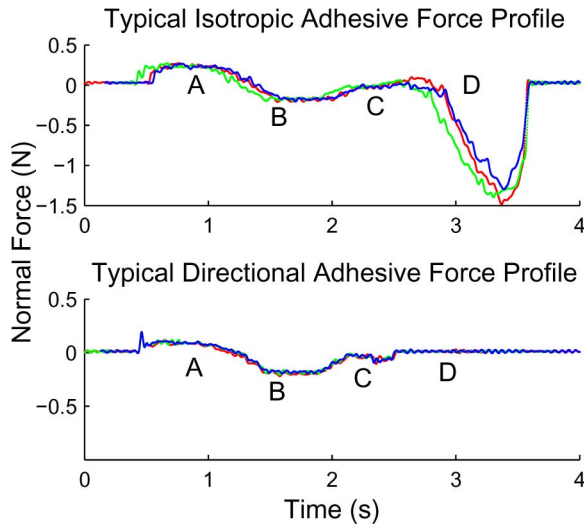 Typical Isotropic Adhesive Force Profile
0.5
0
−0.5
−1
−1.5
A
B
C
D
0 1 2 3 4
Normal Force (N)
Typical Directional Adhesive Force Profile
0.5
0
−0.5
A
B
C
D
0 1 2 3 4
Time (s)